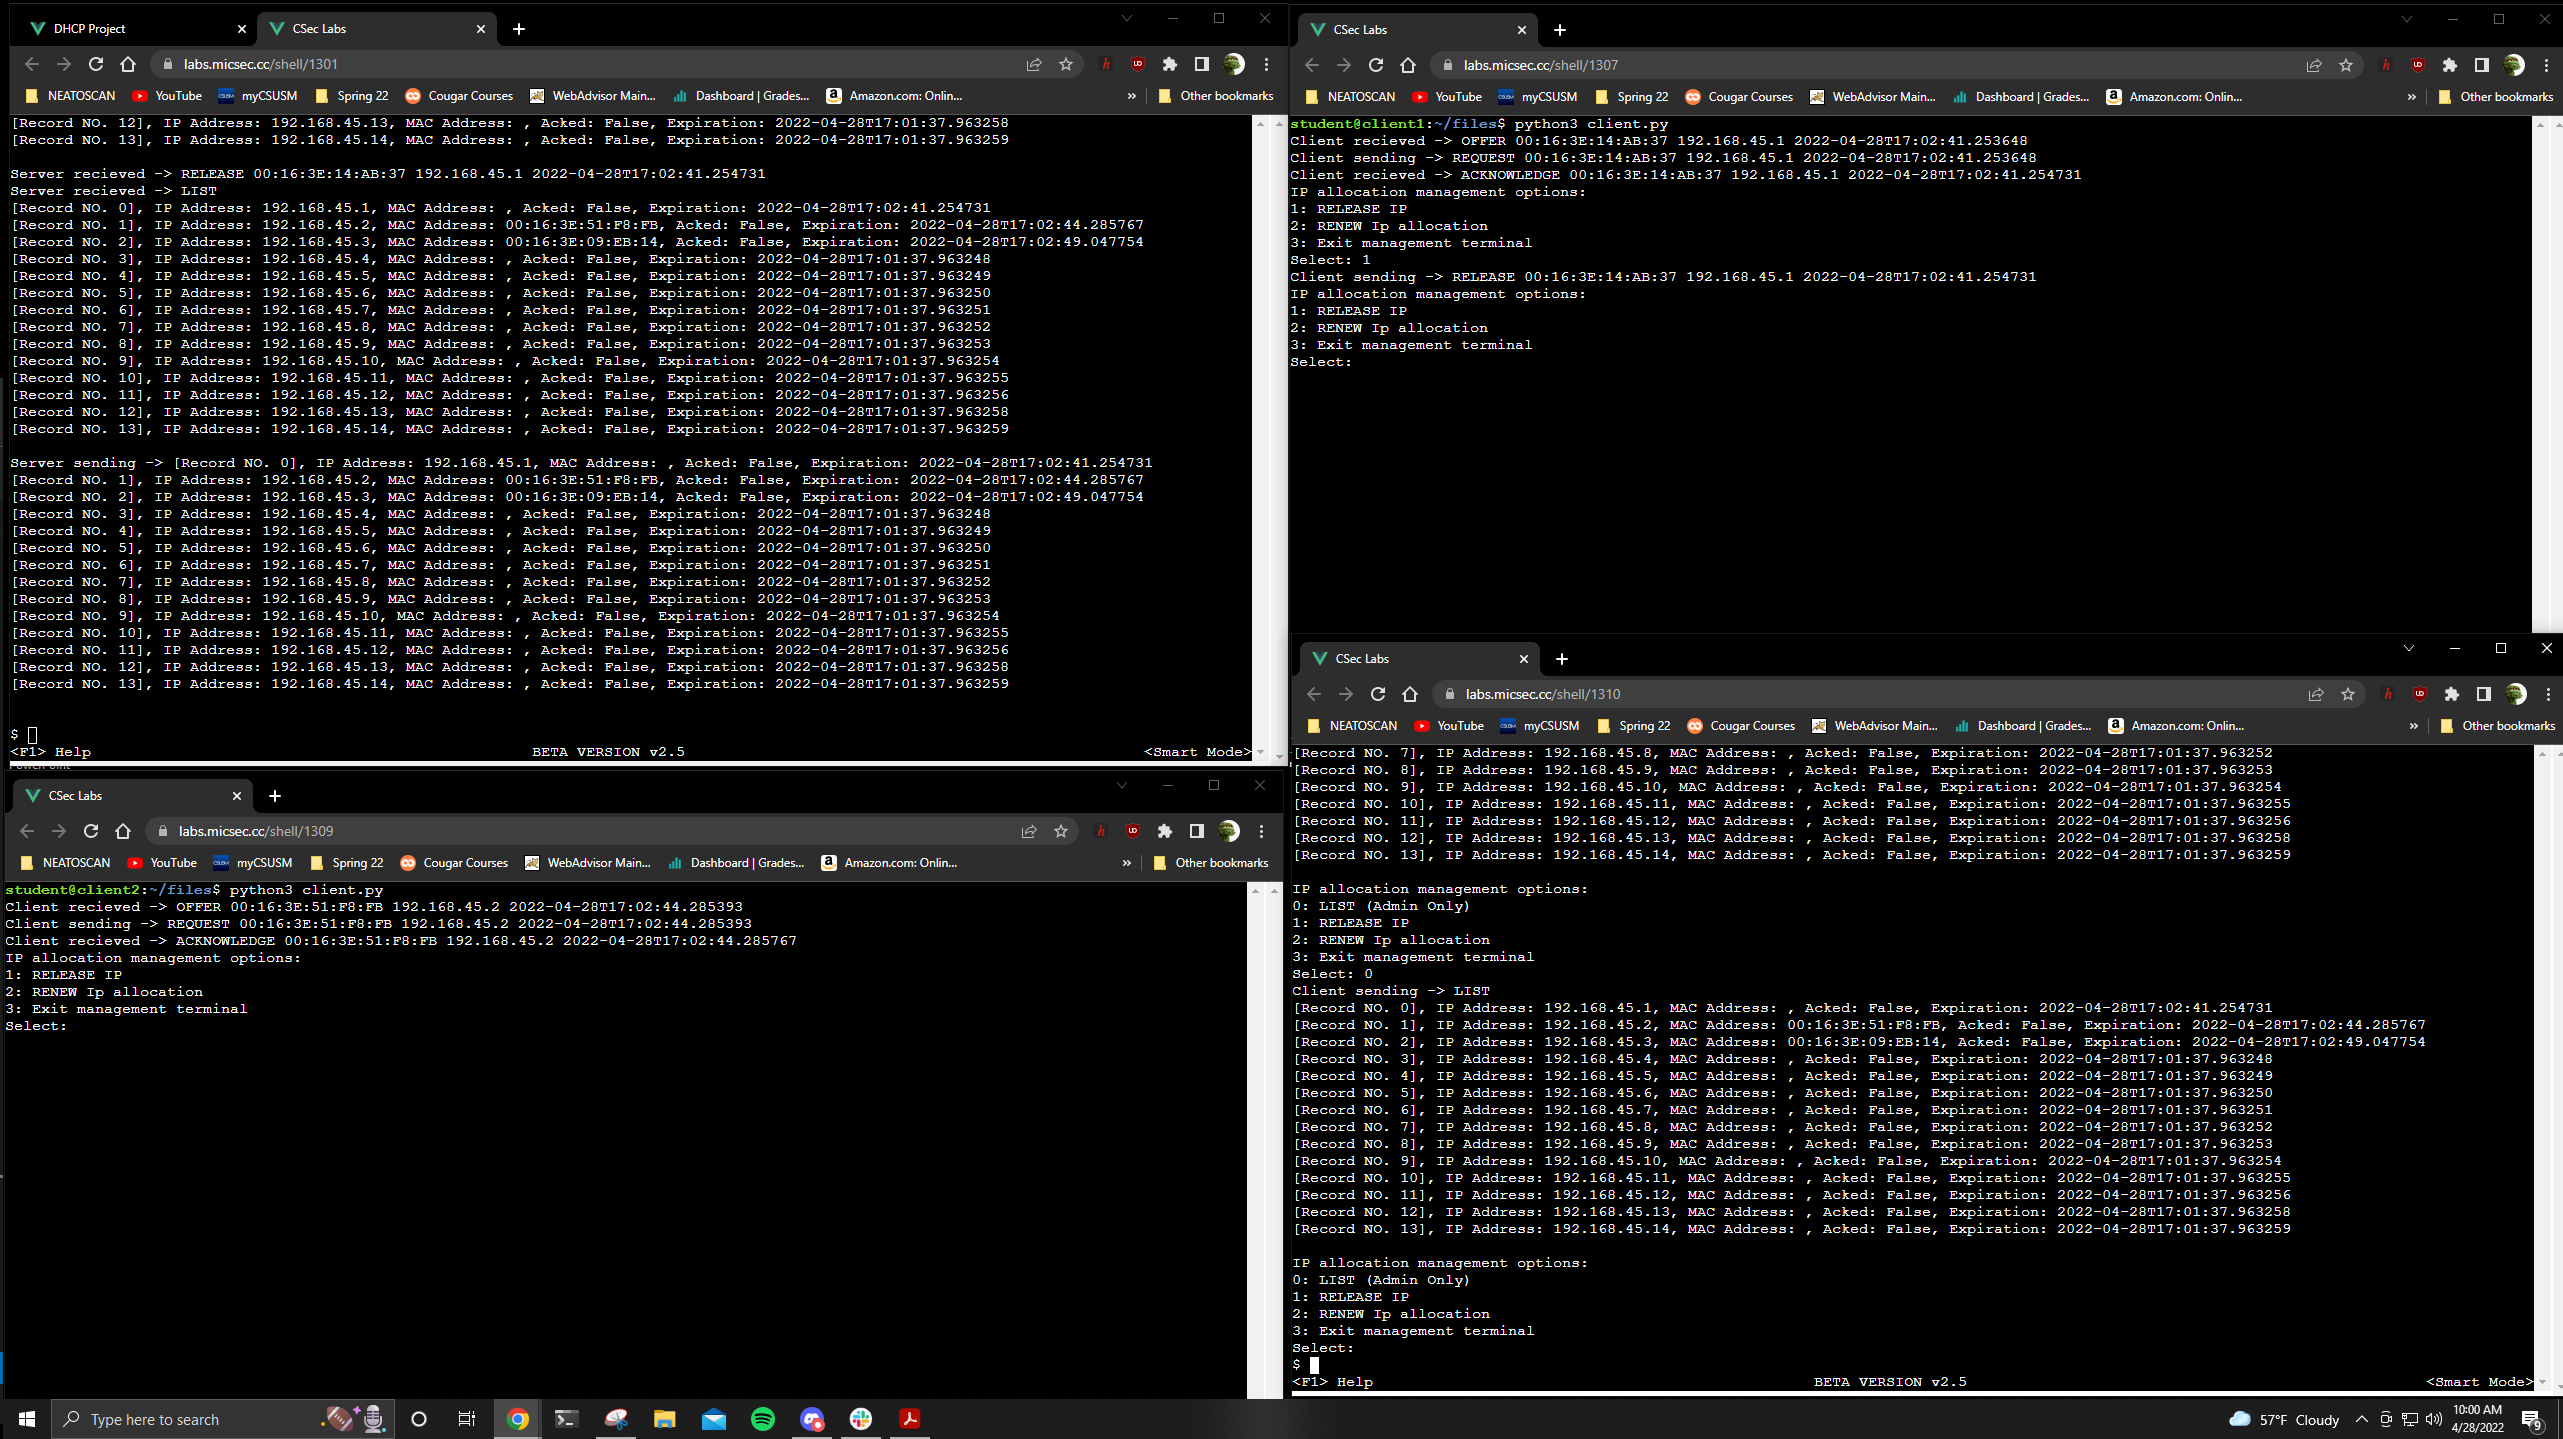 DHCP Project
CSec Labs
labs.micsec.cc/shell/1301
NEATOSCAN YouTube myCSUSM Spring 22 Cougar Courses WebAdvisor Main... Dashboard | Grades... Amazon.com: Onlin... » Other bookmarks
[Record NO. 12], IP Address: 192.168.45.13, MAC Address: , Acked: False, Expiration: 2022-04-28T17:01:37.963258
[Record NO. 13], IP Address: 192.168.45.14, MAC Address: , Acked: False, Expiration: 2022-04-28T17:01:37.963259
Server recieved -> RELEASE 00:16:3E:14:AB:37 192.168.45.1 2022-04-28T17:02:41.254731
Server recieved -> LIST
[Record NO. 0], IP Address: 192.168.45.1, MAC Address: , Acked: False, Expiration: 2022-04-28T17:02:41.254731
[Record NO. 1], IP Address: 192.168.45.2, MAC Address: 00:16:3E:51:F8:FB, Acked: False, Expiration: 2022-04-28T17:02:44.285767
[Record NO. 2], IP Address: 192.168.45.3, MAC Address: 00:16:3E:09:EB:14, Acked: False, Expiration: 2022-04-28T17:02:49.047754
[Record NO. 3], IP Address: 192.168.45.4, MAC Address: , Acked: False, Expiration: 2022-04-28T17:01:37.963248
[Record NO. 4], IP Address: 192.168.45.5, MAC Address: , Acked: False, Expiration: 2022-04-28T17:01:37.963249
[Record NO. 5], IP Address: 192.168.45.6, MAC Address: , Acked: False, Expiration: 2022-04-28T17:01:37.963250
[Record NO. 6], IP Address: 192.168.45.7, MAC Address: , Acked: False, Expiration: 2022-04-28T17:01:37.963251
[Record NO. 7], IP Address: 192.168.45.8, MAC Address: , Acked: False, Expiration: 2022-04-28T17:01:37.963252
[Record NO. 8], IP Address: 192.168.45.9, MAC Address: , Acked: False, Expiration: 2022-04-28T17:01:37.963253
[Record NO. 9], IP Address: 192.168.45.10, MAC Address: , Acked: False, Expiration: 2022-04-28T17:01:37.963254
[Record NO. 10], IP Address: 192.168.45.11, MAC Address: , Acked: False, Expiration: 2022-04-28T17:01:37.963255
[Record NO. 11], IP Address: 192.168.45.12, MAC Address: , Acked: False, Expiration: 2022-04-28T17:01:37.963256
[Record NO. 12], IP Address: 192.168.45.13, MAC Address: , Acked: False, Expiration: 2022-04-28T17:01:37.963258
[Record NO. 13], IP Address: 192.168.45.14, MAC Address: , Acked: False, Expiration: 2022-04-28T17:01:37.963259
Server sending -> [Record NO. 0], IP Address: 192.168.45.1, MAC Address: , Acked: False, Expiration: 2022-04-28T17:02:41.254731
[Record NO. 1], IP Address: 192.168.45.2, MAC Address: 00:16:3E:51:F8:FB, Acked: False, Expiration: 2022-04-28T17:02:44.285767
[Record NO. 2], IP Address: 192.168.45.3, MAC Address: 00:16:3E:09:EB:14, Acked: False, Expiration: 2022-04-28T17:02:49.047754
[Record NO. 3], IP Address: 192.168.45.4, MAC Address: , Acked: False, Expiration: 2022-04-28T17:01:37.963248
[Record NO. 4], IP Address: 192.168.45.5, MAC Address: , Acked: False, Expiration: 2022-04-28T17:01:37.963249
[Record NO. 5], IP Address: 192.168.45.6, MAC Address: , Acked: False, Expiration: 2022-04-28T17:01:37.963250
[Record NO. 6], IP Address: 192.168.45.7, MAC Address: , Acked: False, Expiration: 2022-04-28T17:01:37.963251
[Record NO. 7], IP Address: 192.168.45.8, MAC Address: , Acked: False, Expiration: 2022-04-28T17:01:37.963252
[Record NO. 8], IP Address: 192.168.45.9, MAC Address: , Acked: False, Expiration: 2022-04-28T17:01:37.963253
[Record NO. 9], IP Address: 192.168.45.10, MAC Address: , Acked: False, Expiration: 2022-04-28T17:01:37.963254
[Record NO. 10], IP Address: 192.168.45.11, MAC Address: , Acked: False, Expiration: 2022-04-28T17:01:37.963255
[Record NO. 11], IP Address: 192.168.45.12, MAC Address: , Acked: False, Expiration: 2022-04-28T17:01:37.963256
[Record NO. 12], IP Address: 192.168.45.13, MAC Address: , Acked: False, Expiration: 2022-04-28T17:01:37.963258
[Record NO. 13], IP Address: 192.168.45.14, MAC Address: , Acked: False, Expiration: 2022-04-28T17:01:37.963259
$
<F1> Help BETA VERSION v2.5 <Smart Mode>
CSec Labs
labs.micsec.cc/shell/1307
NEATOSCAN YouTube myCSUSM Spring 22 Cougar Courses WebAdvisor Main... Dashboard | Grades... Amazon.com: Onlin... » Other bookmarks
student@client1:~/files$ python3 client.py
Client recieved -> OFFER 00:16:3E:14:AB:37 192.168.45.1 2022-04-28T17:02:41.253648
Client sending -> REQUEST 00:16:3E:14:AB:37 192.168.45.1 2022-04-28T17:02:41.253648
Client recieved -> ACKNOWLEDGE 00:16:3E:14:AB:37 192.168.45.1 2022-04-28T17:02:41.254731
IP allocation management options:
1: RELEASE IP
2: RENEW Ip allocation
3: Exit management terminal
Select: 1
Client sending -> RELEASE 00:16:3E:14:AB:37 192.168.45.1 2022-04-28T17:02:41.254731
IP allocation management options:
1: RELEASE IP
2: RENEW Ip allocation
3: Exit management terminal
Select:
CSec Labs
labs.micsec.cc/shell/1309
NEATOSCAN YouTube myCSUSM Spring 22 Cougar Courses WebAdvisor Main... Dashboard | Grades... Amazon.com: Onlin... » Other bookmarks
student@client2:~/files$ python3 client.py
Client recieved -> OFFER 00:16:3E:51:F8:FB 192.168.45.2 2022-04-28T17:02:44.285393
Client sending -> REQUEST 00:16:3E:51:F8:FB 192.168.45.2 2022-04-28T17:02:44.285393
Client recieved -> ACKNOWLEDGE 00:16:3E:51:F8:FB 192.168.45.2 2022-04-28T17:02:44.285767
IP allocation management options:
1: RELEASE IP
2: RENEW Ip allocation
3: Exit management terminal
Select:
CSec Labs
labs.micsec.cc/shell/1310
NEATOSCAN YouTube myCSUSM Spring 22 Cougar Courses WebAdvisor Main... Dashboard | Grades... Amazon.com: Onlin... » Other bookmarks
[Record NO. 7], IP Address: 192.168.45.8, MAC Address: , Acked: False, Expiration: 2022-04-28T17:01:37.963252
[Record NO. 8], IP Address: 192.168.45.9, MAC Address: , Acked: False, Expiration: 2022-04-28T17:01:37.963253
[Record NO. 9], IP Address: 192.168.45.10, MAC Address: , Acked: False, Expiration: 2022-04-28T17:01:37.963254
[Record NO. 10], IP Address: 192.168.45.11, MAC Address: , Acked: False, Expiration: 2022-04-28T17:01:37.963255
[Record NO. 11], IP Address: 192.168.45.12, MAC Address: , Acked: False, Expiration: 2022-04-28T17:01:37.963256
[Record NO. 12], IP Address: 192.168.45.13, MAC Address: , Acked: False, Expiration: 2022-04-28T17:01:37.963258
[Record NO. 13], IP Address: 192.168.45.14, MAC Address: , Acked: False, Expiration: 2022-04-28T17:01:37.963259
IP allocation management options:
0: LIST (Admin Only)
1: RELEASE IP
2: RENEW Ip allocation
3: Exit management terminal
Select: 0
Client sending -> LIST
[Record NO. 0], IP Address: 192.168.45.1, MAC Address: , Acked: False, Expiration: 2022-04-28T17:02:41.254731
[Record NO. 1], IP Address: 192.168.45.2, MAC Address: 00:16:3E:51:F8:FB, Acked: False, Expiration: 2022-04-28T17:02:44.285767
[Record NO. 2], IP Address: 192.168.45.3, MAC Address: 00:16:3E:09:EB:14, Acked: False, Expiration: 2022-04-28T17:02:49.047754
[Record NO. 3], IP Address: 192.168.45.4, MAC Address: , Acked: False, Expiration: 2022-04-28T17:01:37.963248
[Record NO. 4], IP Address: 192.168.45.5, MAC Address: , Acked: False, Expiration: 2022-04-28T17:01:37.963249
[Record NO. 5], IP Address: 192.168.45.6, MAC Address: , Acked: False, Expiration: 2022-04-28T17:01:37.963250
[Record NO. 6], IP Address: 192.168.45.7, MAC Address: , Acked: False, Expiration: 2022-04-28T17:01:37.963251
[Record NO. 7], IP Address: 192.168.45.8, MAC Address: , Acked: False, Expiration: 2022-04-28T17:01:37.963252
[Record NO. 8], IP Address: 192.168.45.9, MAC Address: , Acked: False, Expiration: 2022-04-28T17:01:37.963253
[Record NO. 9], IP Address: 192.168.45.10, MAC Address: , Acked: False, Expiration: 2022-04-28T17:01:37.963254
[Record NO. 10], IP Address: 192.168.45.11, MAC Address: , Acked: False, Expiration: 2022-04-28T17:01:37.963255
[Record NO. 11], IP Address: 192.168.45.12, MAC Address: , Acked: False, Expiration: 2022-04-28T17:01:37.963256
[Record NO. 12], IP Address: 192.168.45.13, MAC Address: , Acked: False, Expiration: 2022-04-28T17:01:37.963258
[Record NO. 13], IP Address: 192.168.45.14, MAC Address: , Acked: False, Expiration: 2022-04-28T17:01:37.963259
IP allocation management options:
0: LIST (Admin Only)
1: RELEASE IP
2: RENEW Ip allocation
3: Exit management terminal
Select:
$
<F1> Help BETA VERSION v2.5 <Smart Mode>
Type here to search
57°F Cloudy
10:00 AM
4/28/2022
9